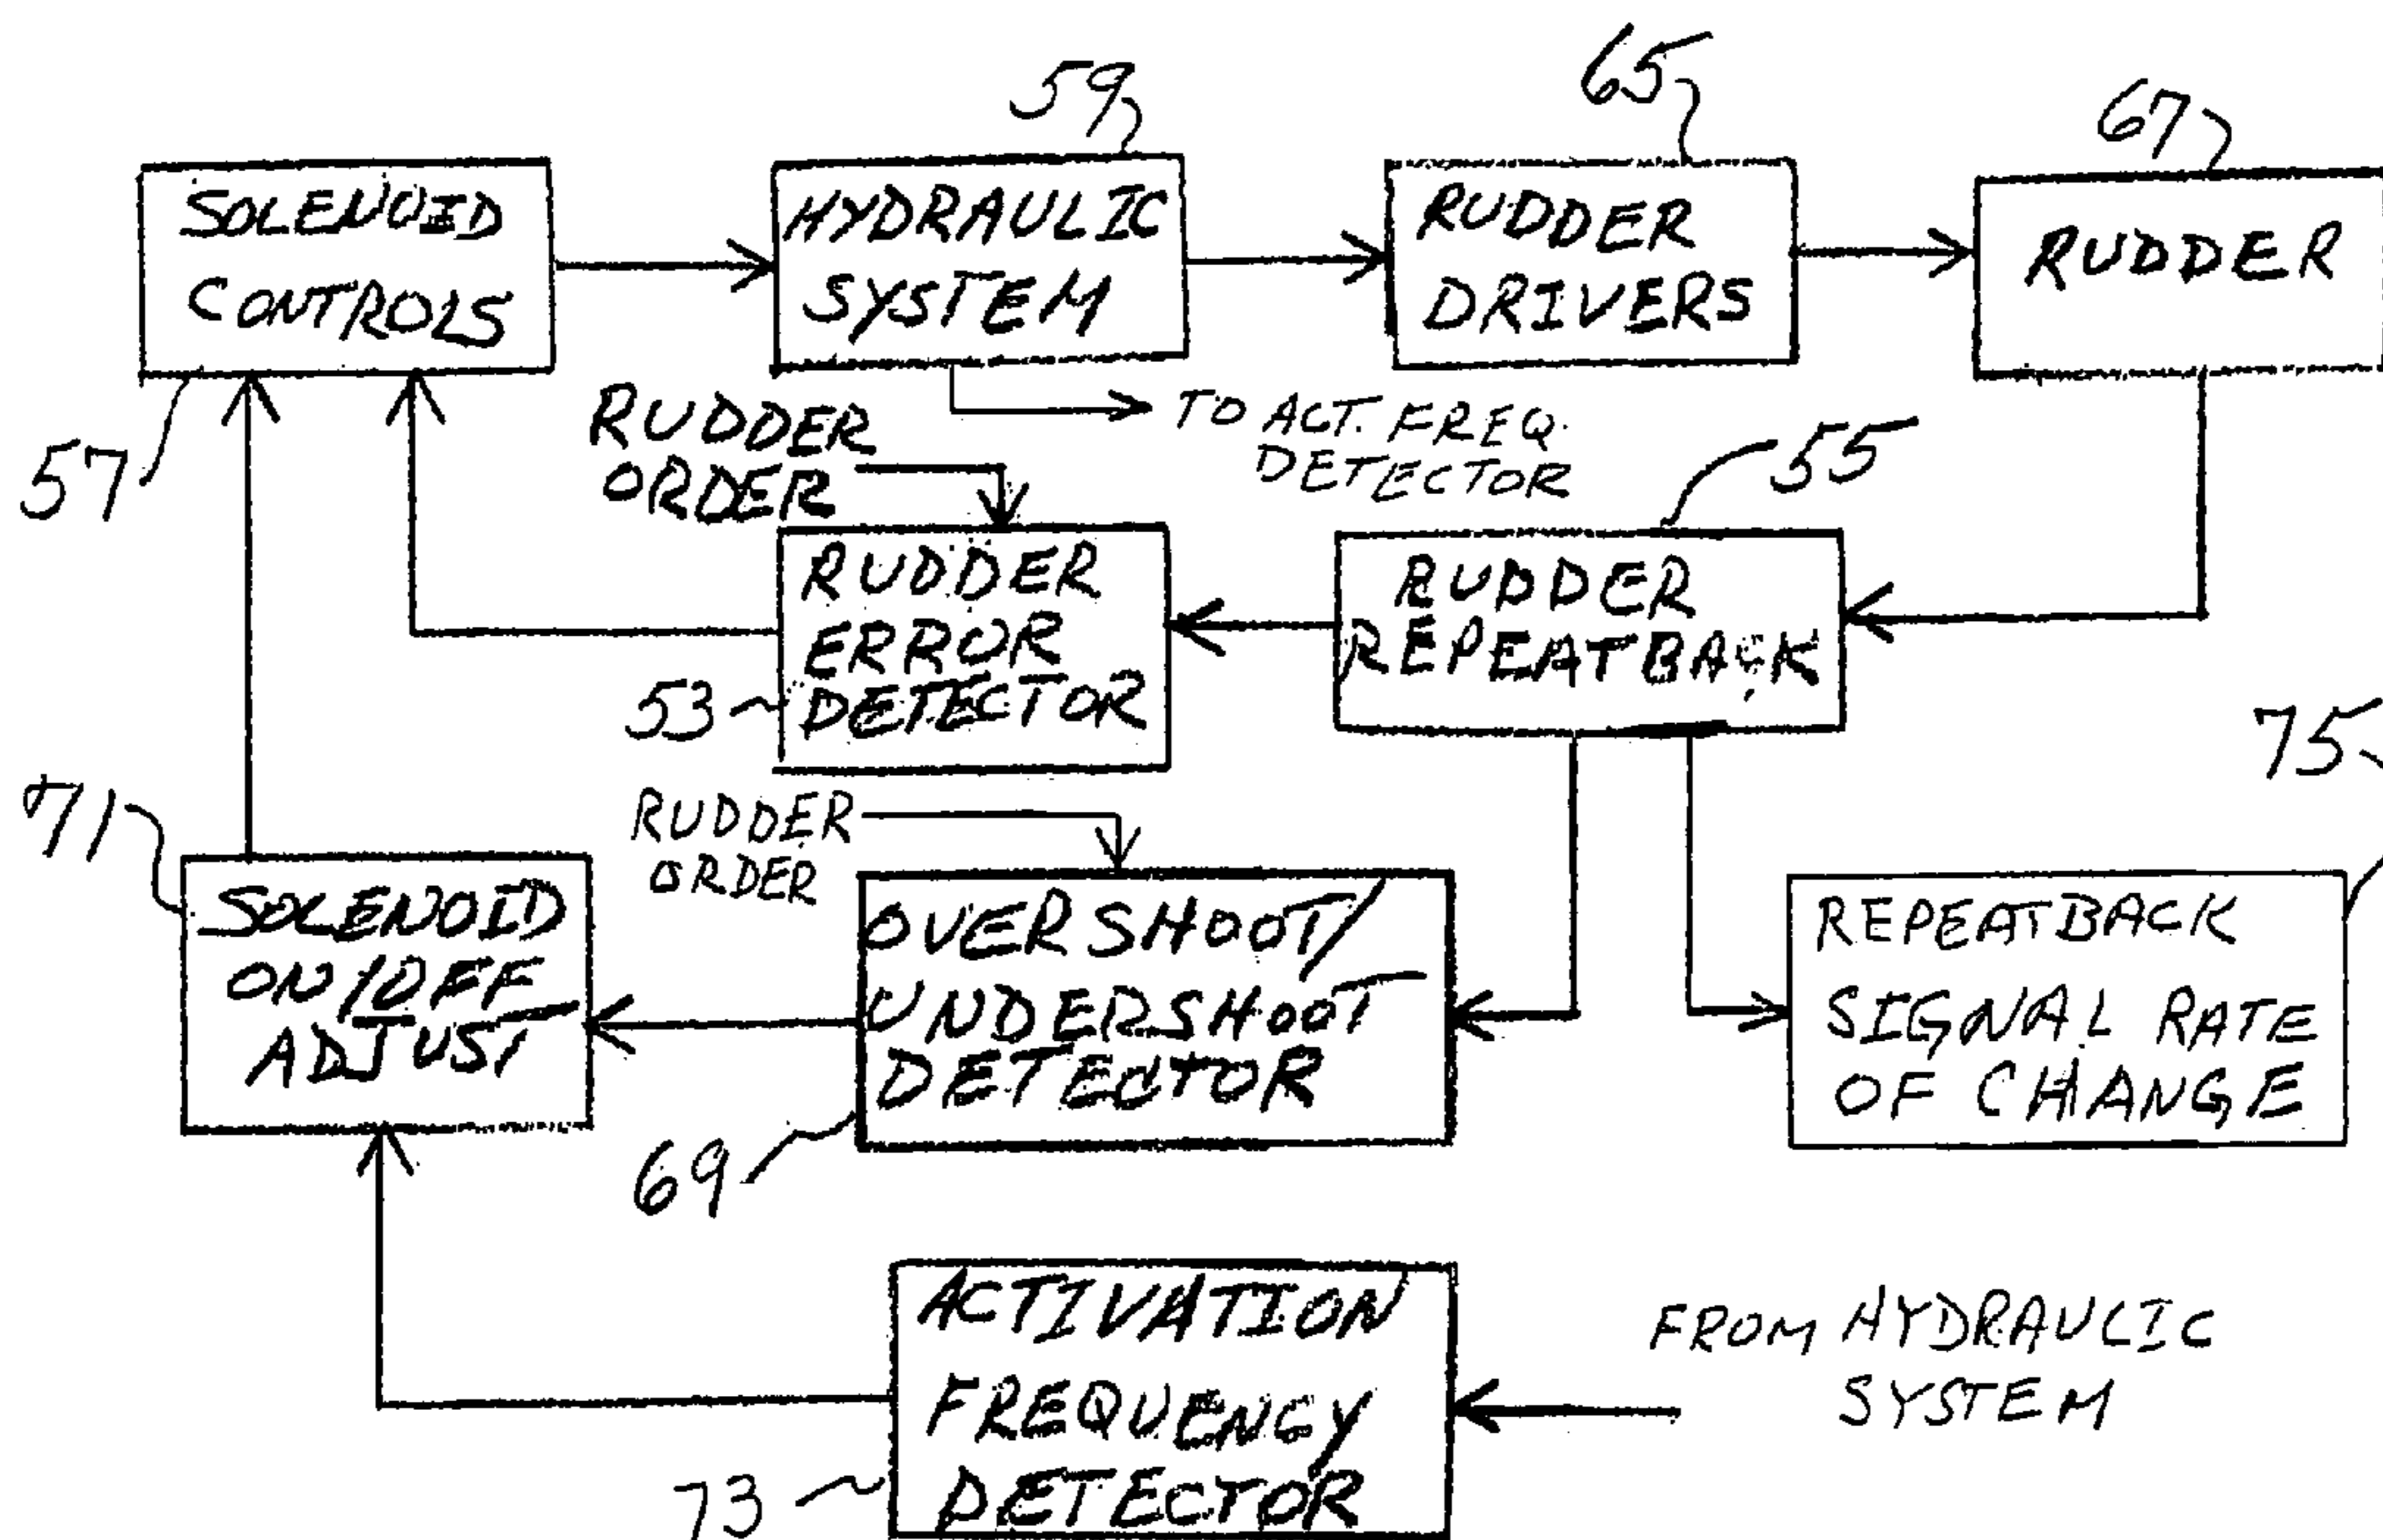 59
65
67
SOLENOID
CONTROLS
HYDRAULIC
SYSTEM
RUDDER
DRIVERS
RUDDER
57
RUDDER
ORDER
TO ACT. FREQ.
DETECTOR
55
RUDDER
ERROR
DETECTOR
53
RUDDER
REPEATBACK
75
71
RUDDER
ORDER
SOLENOID
ON/OFF
ADJUST
OVERSHOOT/
UNDERSHOOT
DETECTOR
REPEATBACK
SIGNAL RATE
OF CHANGE
69
ACTIVATION
FREQUENCY
DETECTOR
FROM HYDRAULIC
SYSTEM
73